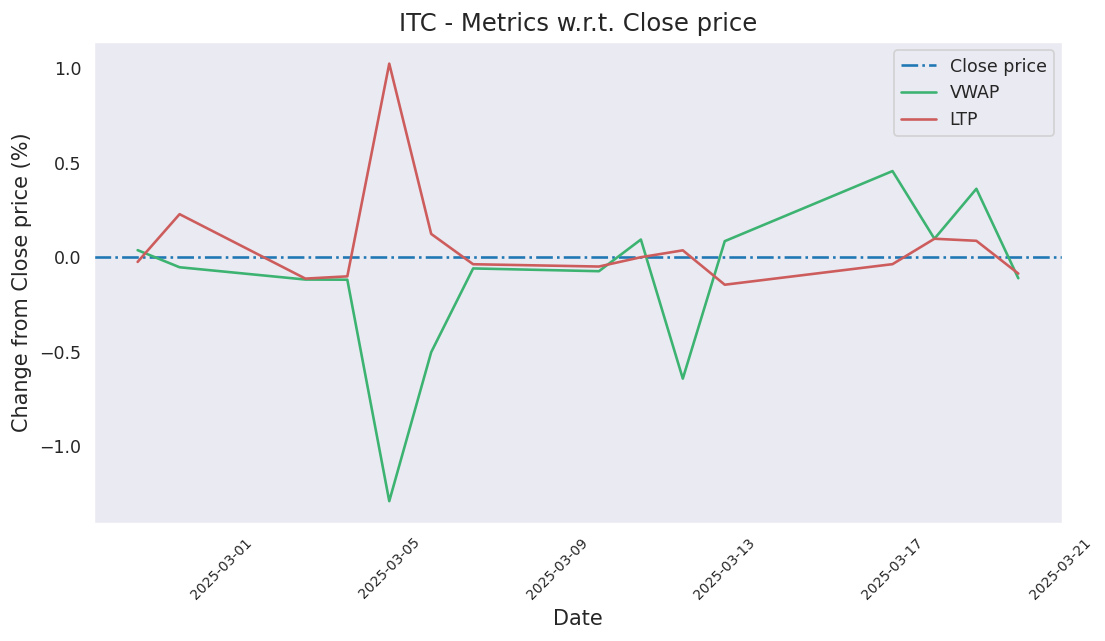 ITC - Metrics w.r.t. Close price
Close price
VWAP
LTP
Change from Close price (%)
1.0
0.5
0.0
−0.5
−1.0
2025-03-01
2025-03-05
2025-03-09
2025-03-13
2025-03-17
2025-03-21
Date